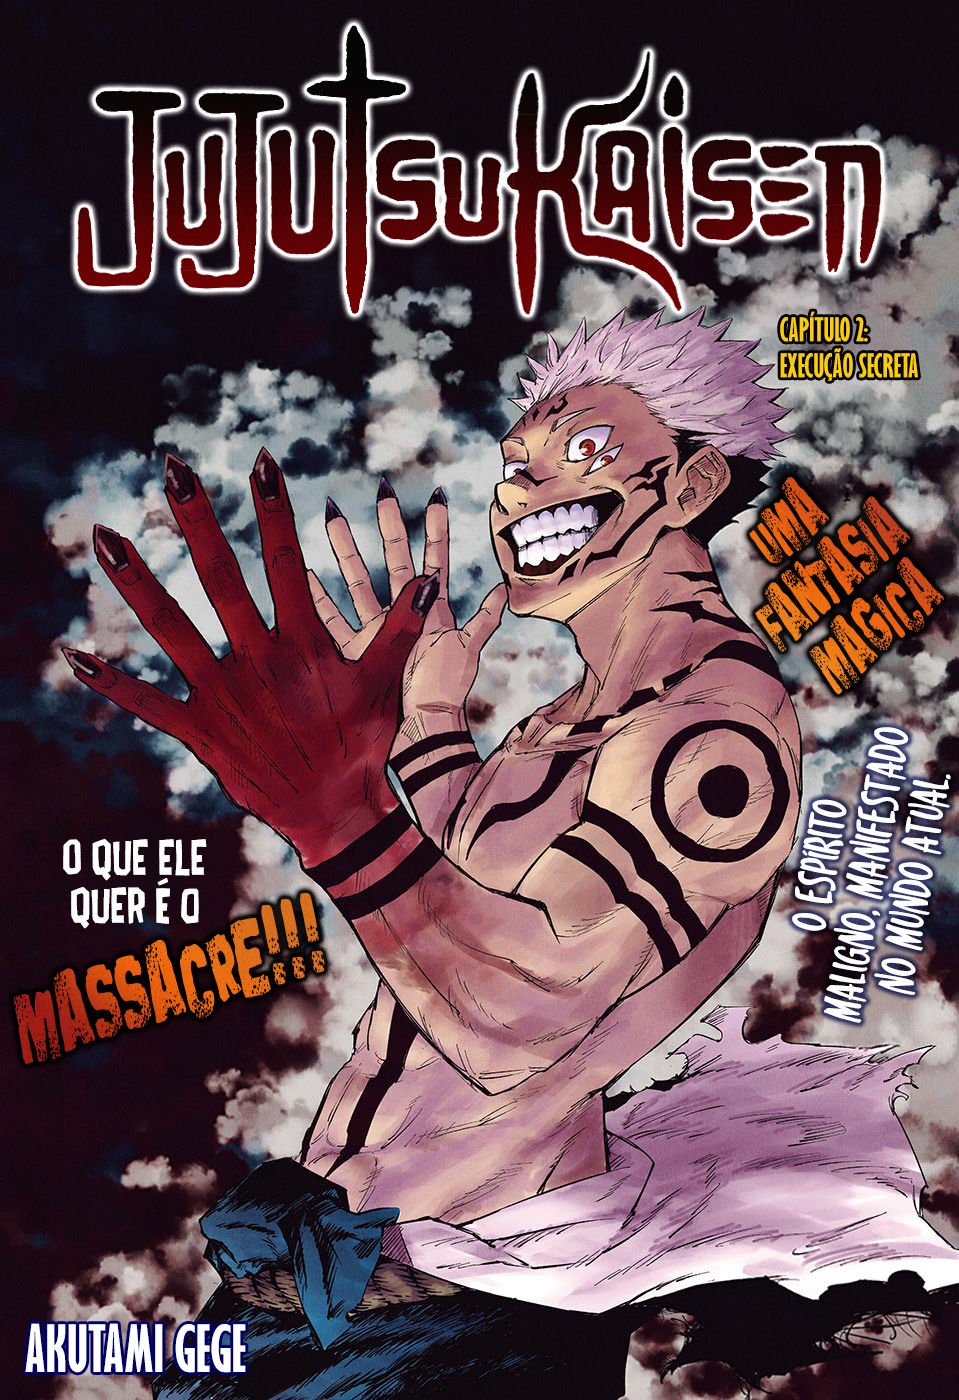 JUJUTSU KAISEN
CAPÍTULO 2:
EXECUÇÃO SECRETA
UMA
FANTASIA
MAGICA
O ESPÍRITO
MALIGNO, MANIFESTADO
NO MUNDO ATUAL.
O QUE ELE
QUER É O
MASSACRE!!!
AKUTAMI GEGE